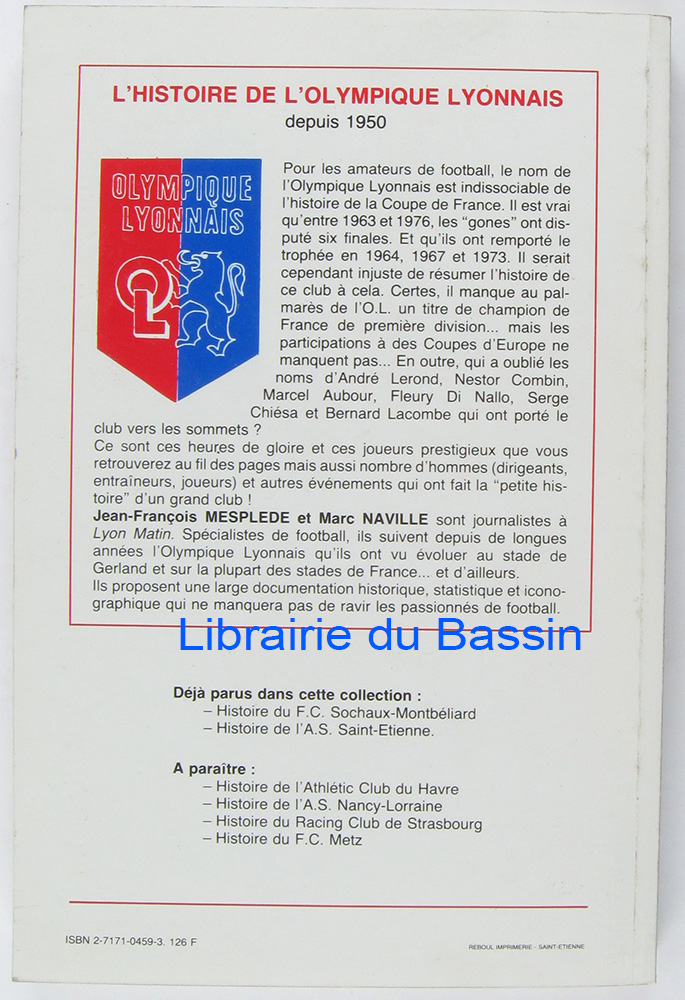 L'HISTOIRE DE L'OLYMPIQUE LYONNAIS
depuis 1950
OLYMPIQUE
LYONNAIS
OL
Pour les amateurs de football, le nom de
l'Olympique Lyonnais est indissociable de
l'histoire de la Coupe de France. Il est vrai
qu'entre 1963 et 1976, les "gones" ont dis-
puté six finales. Et qu'ils ont remporté le
trophée en 1964, 1967 et 1973. Il serait
cependant injuste de résumer l'histoire de
ce club à cela. Certes, il manque au pal-
marès de l'O.L. un titre de champion de
France de première division... mais les
participations à des Coupes d'Europe ne
manquent pas... En outre, qui a oublié les
noms d'André Lerond, Nestor Combin,
Marcel Aubour, Fleury Di Nallo, Serge
Chiésa et Bernard Lacombe qui ont porté le
club vers les sommets ?
Ce sont ces heures de gloire et ces joueurs prestigieux que vous
retrouverez au fil des pages mais aussi nombre d'hommes (dirigeants,
entraîneurs, joueurs) et autres événements qui ont fait la "petite his-
toire" d'un grand club !
Jean-François MESPLEDE et Marc NAVILLE sont journalistes à
Lyon Matin. Spécialistes de football, ils suivent depuis de longues
années l'Olympique Lyonnais qu'ils ont vu évoluer au stade de
Gerland et sur la plupart des stades de France... et d'ailleurs.
Ils proposent une large documentation historique, statistique et icono-
graphique qui ne manquera pas de ravir les passionnés de football.
Librairie du Bassin
Déjà parus dans cette collection :
– Histoire du F.C. Sochaux-Montbéliard
– Histoire de l'A.S. Saint-Etienne.
A paraître :
– Histoire de l'Athlétic Club du Havre
– Histoire de l'A.S. Nancy-Lorraine
– Histoire du Racing Club de Strasbourg
– Histoire du F.C. Metz
ISBN 2-7171-0459-3. 126 F
REBOUL IMPRIMERIE - SAINT-ETIENNE